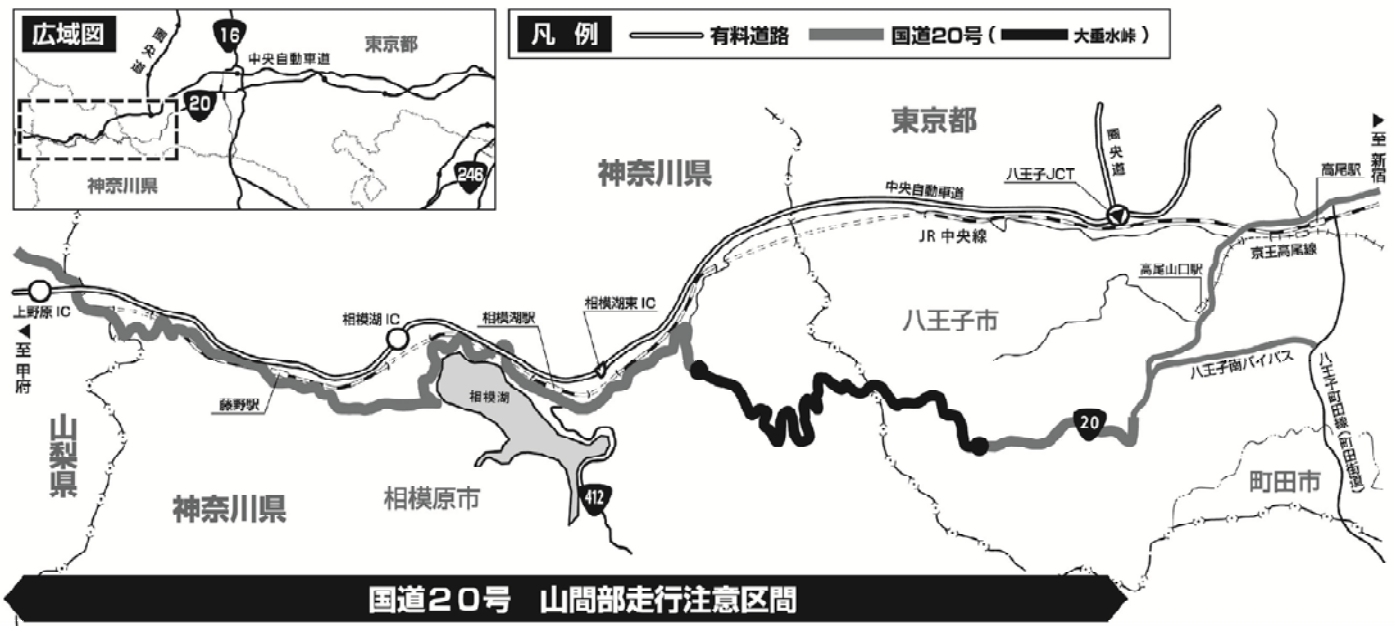 広域図
圏央道
16
中央自動車道
東京都
20
神奈川県
246
凡 例
有料道路
国道20号(
大垂水峠 )
東京都
神奈川県
圏央道
八王子JCT
中央自動車道
JR中央線
高尾駅
至 新宿
京王高尾線
高尾山口駅
八王子市
八王子南バイパス
八王子町田線(町田街道)
町田市
20
上野原IC
至 甲府
相模湖IC
相模湖駅
相模湖東IC
藤野駅
相模湖
山梨県
神奈川県
相模原市
412
国道20号 山間部走行注意区間